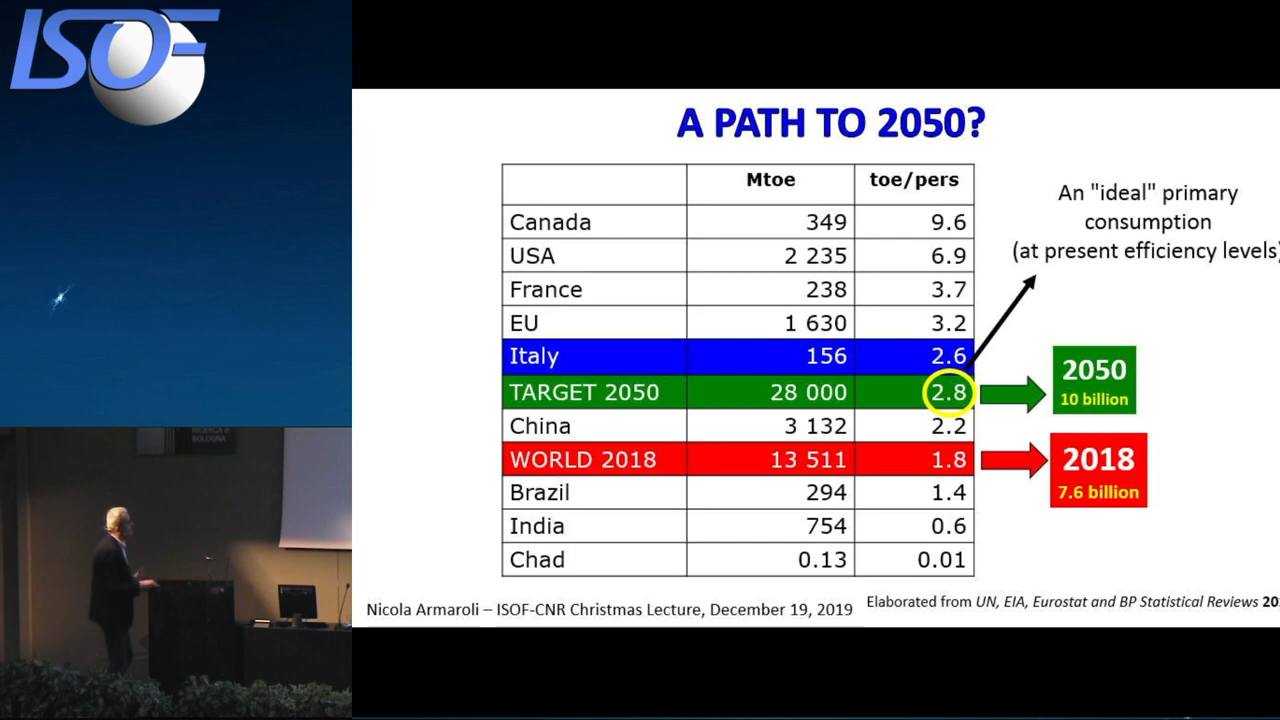 ISOF
RICERCA DI
BOLOGNA
A PATH TO 2050?
Mtoe toe/pers
Canada 349 9.6
USA 2 235 6.9
France 238 3.7
EU 1 630 3.2
Italy 156 2.6
TARGET 2050 28 000 2.8
China 3 132 2.2
WORLD 2018 13 511 1.8
Brazil 294 1.4
India 754 0.6
Chad 0.13 0.01
An "ideal" primary
consumption
(at present efficiency levels)
2050
10 billion
2018
7.6 billion
Nicola Armaroli – ISOF-CNR Christmas Lecture, December 19, 2019
Elaborated from UN, EIA, Eurostat and BP Statistical Reviews